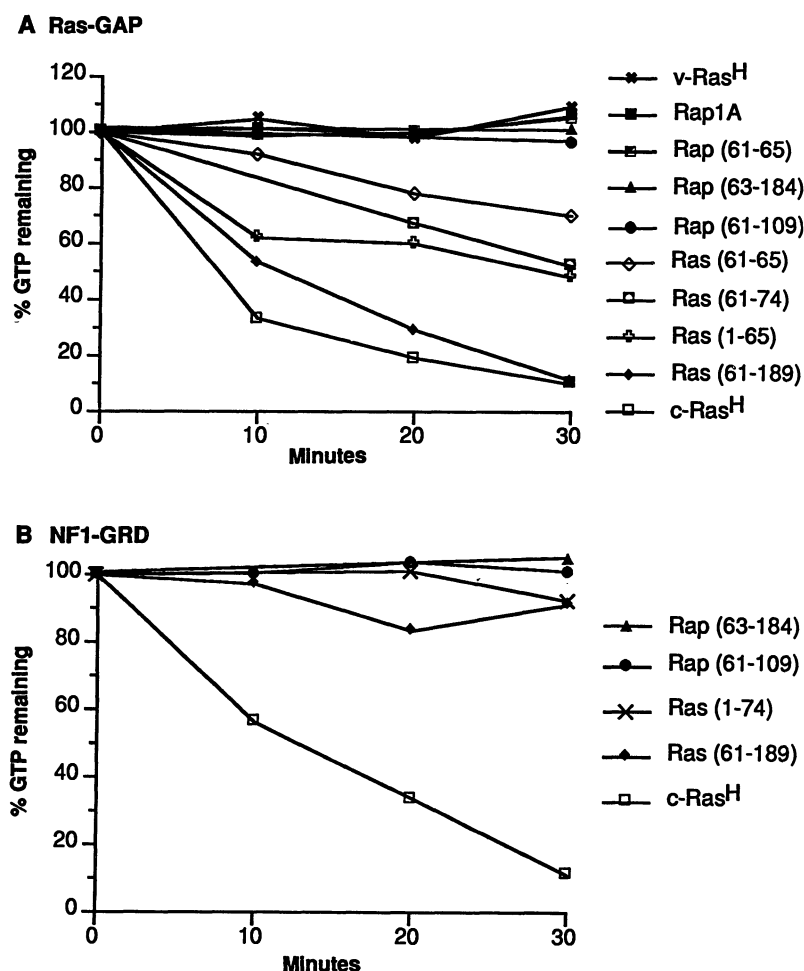 A Ras-GAP
120
100
80
60
40
20
0
% GTP remaining
0 10 20 30
Minutes
v-RasH
Rap1A
Rap (61-65)
Rap (63-184)
Rap (61-109)
Ras (61-65)
Ras (61-74)
Ras (1-65)
Ras (61-189)
c-RasH
B NF1-GRD
100
80
60
40
20
0
% GTP remaining
0 10 20 30
Minutes
Rap (63-184)
Rap (61-109)
Ras (1-74)
Ras (61-189)
c-RasH